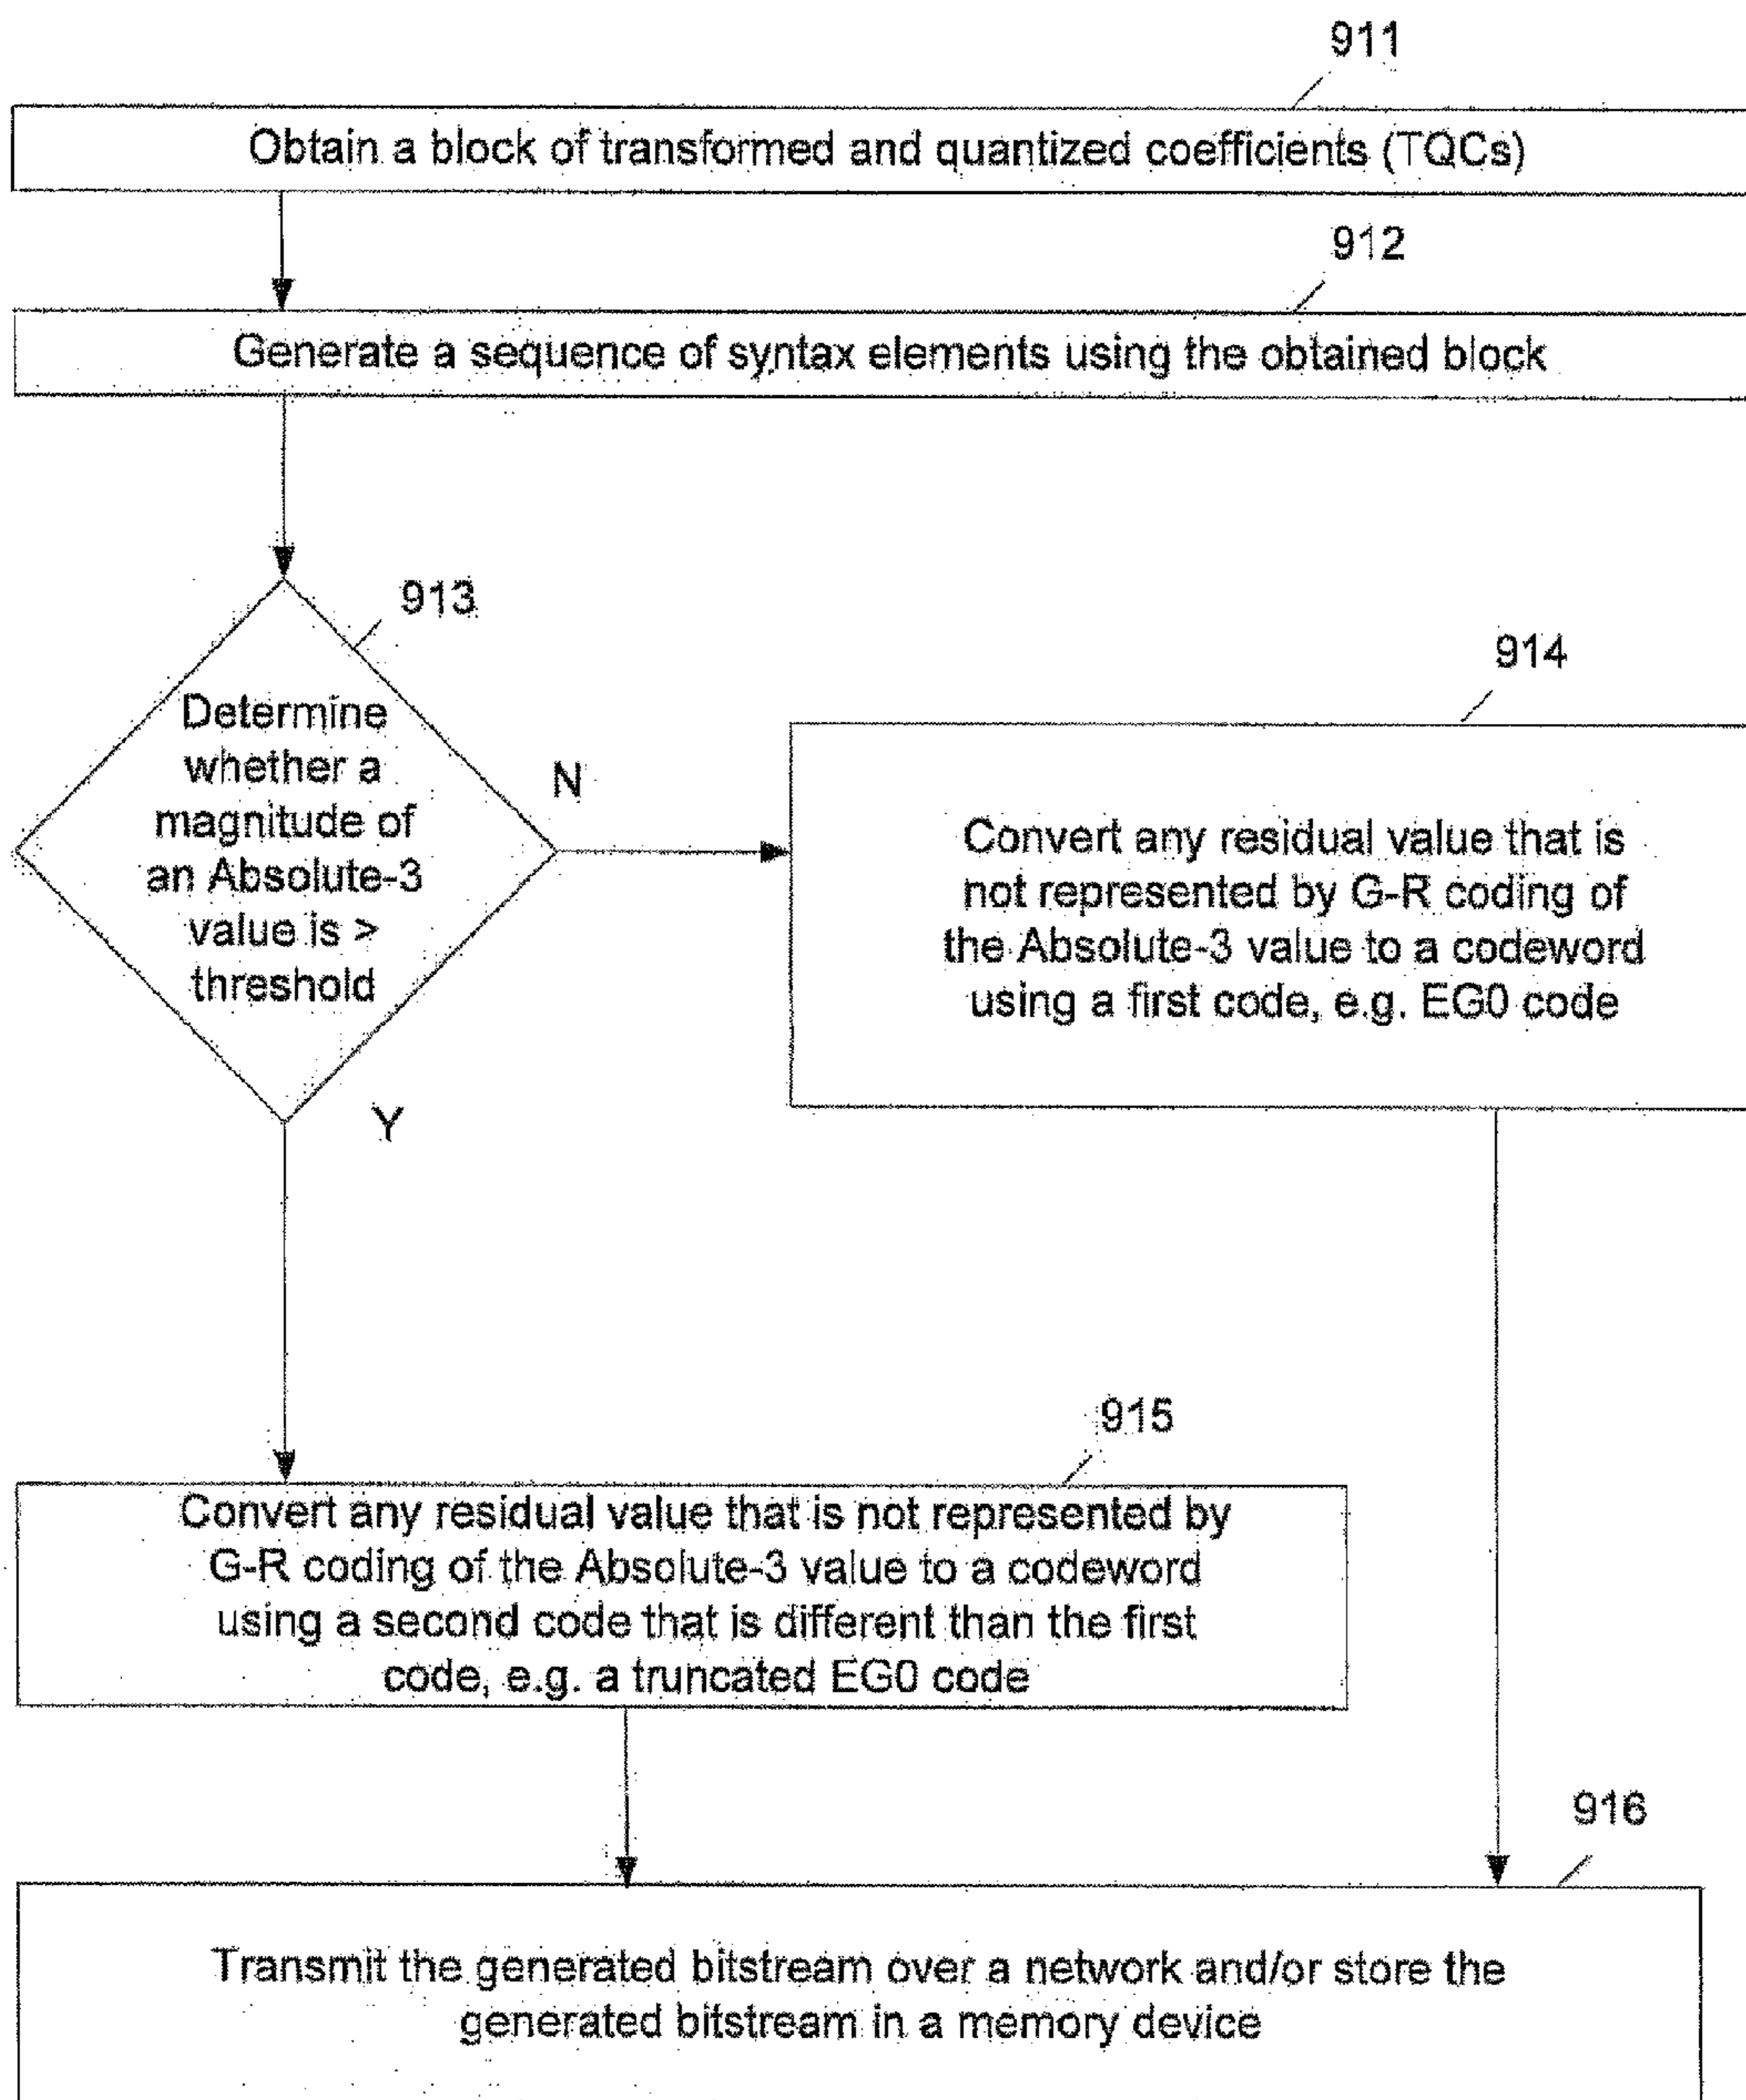 911
Obtain a block of transformed and quantized coefficients (TQCs)
912
Generate a sequence of syntax elements using the obtained block
913
Determine
whether a
magnitude of
an Absolute-3
value is >
threshold
N
Y
914
Convert any residual value that is
not represented by G-R coding of
the Absolute-3 value to a codeword
using a first code, e.g. EG0 code
915
Convert any residual value that is not represented by
G-R coding of the Absolute-3 value to a codeword
using a second code that is different than the first
code, e.g. a truncated EG0 code
916
Transmit the generated bitstream over a network and/or store the
generated bitstream in a memory device